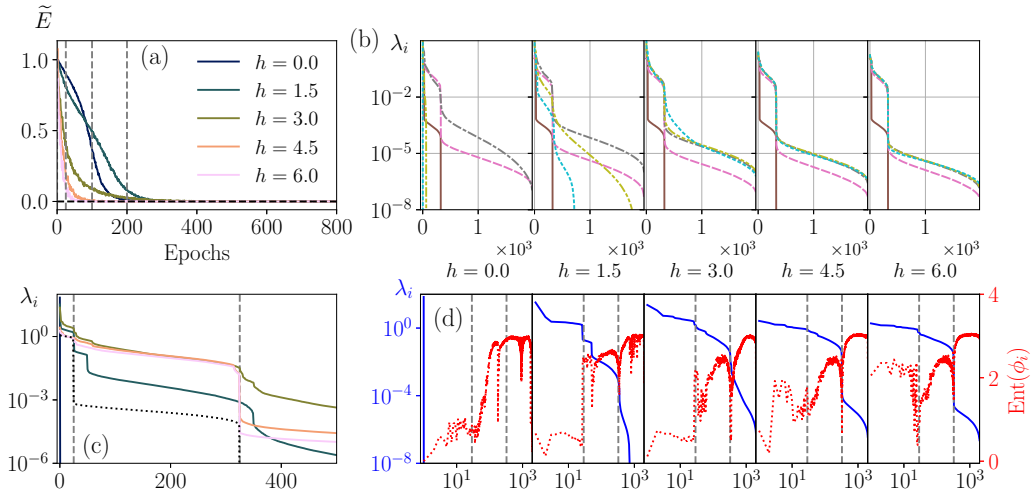 Ẽ
(a)
1.0
0.5
0.0
h = 0.0
h = 1.5
h = 3.0
h = 4.5
h = 6.0
0 200 400 600 800
Epochs
(b)
λᵢ
10⁻²
10⁻⁵
10⁻⁸
0 1 0 1 0 1 0 1 0 1
×10³ ×10³ ×10³ ×10³ ×10³
h = 0.0 h = 1.5 h = 3.0 h = 4.5 h = 6.0
λᵢ
10⁰
10⁻³
10⁻⁶
(c)
0 200 400
λᵢ
(d)
10⁰
10⁻⁴
10⁻⁸
10¹ 10³ 10¹ 10³ 10¹ 10³ 10¹ 10³ 10¹ 10³
4
2
0
Ent(ϕᵢ)